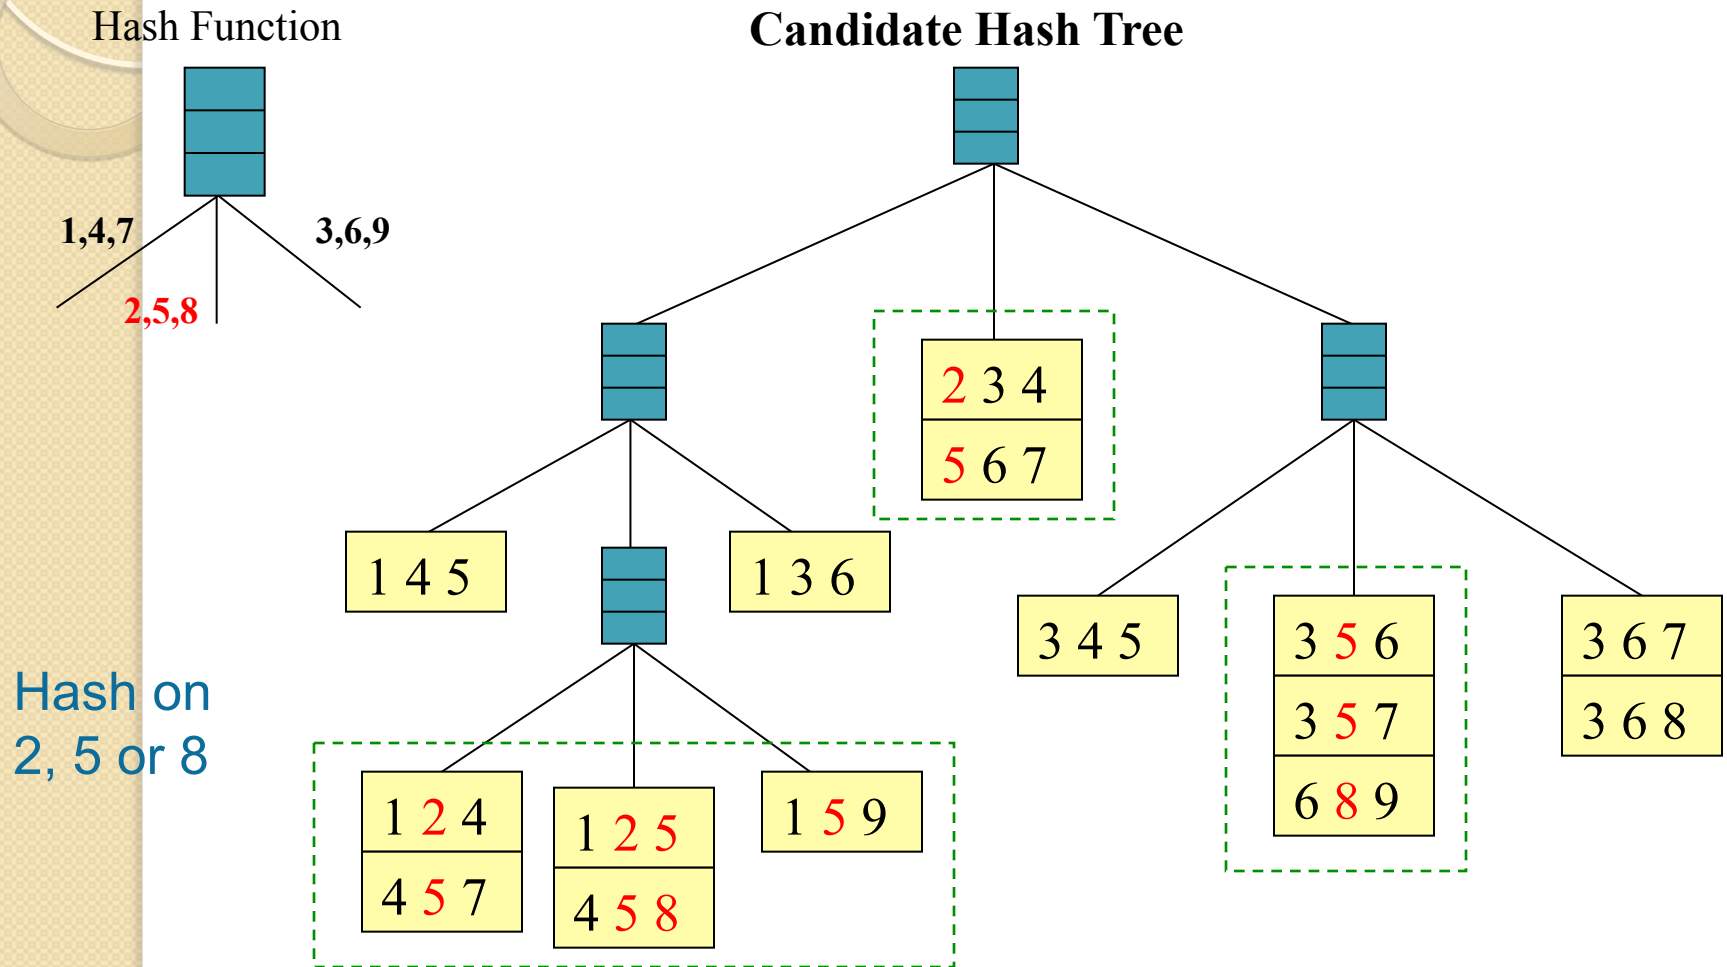 Hash Function
Candidate Hash Tree
1,4,7
3,6,9
2,5,8
2 3 4
5 6 7
1 4 5
1 3 6
3 4 5
3 5 6
3 6 7
3 5 7
3 6 8
6 8 9
Hash on
2, 5 or 8
1 2 4
1 2 5
1 5 9
4 5 7
4 5 8